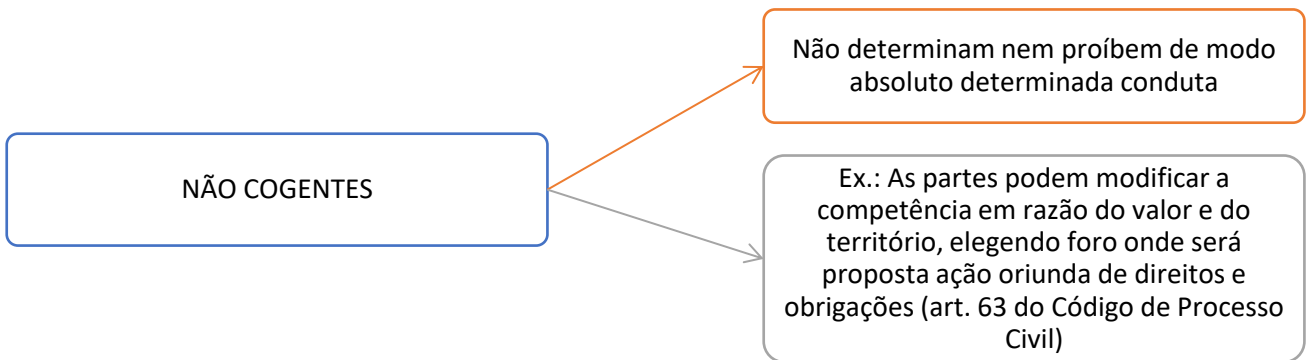 NÃO COGENTES
Não determinam nem proíbem de modo
absoluto determinada conduta
Ex.: As partes podem modificar a
competência em razão do valor e do
território, elegendo foro onde será
proposta ação oriunda de direitos e
obrigações (art. 63 do Código de Processo
Civil)